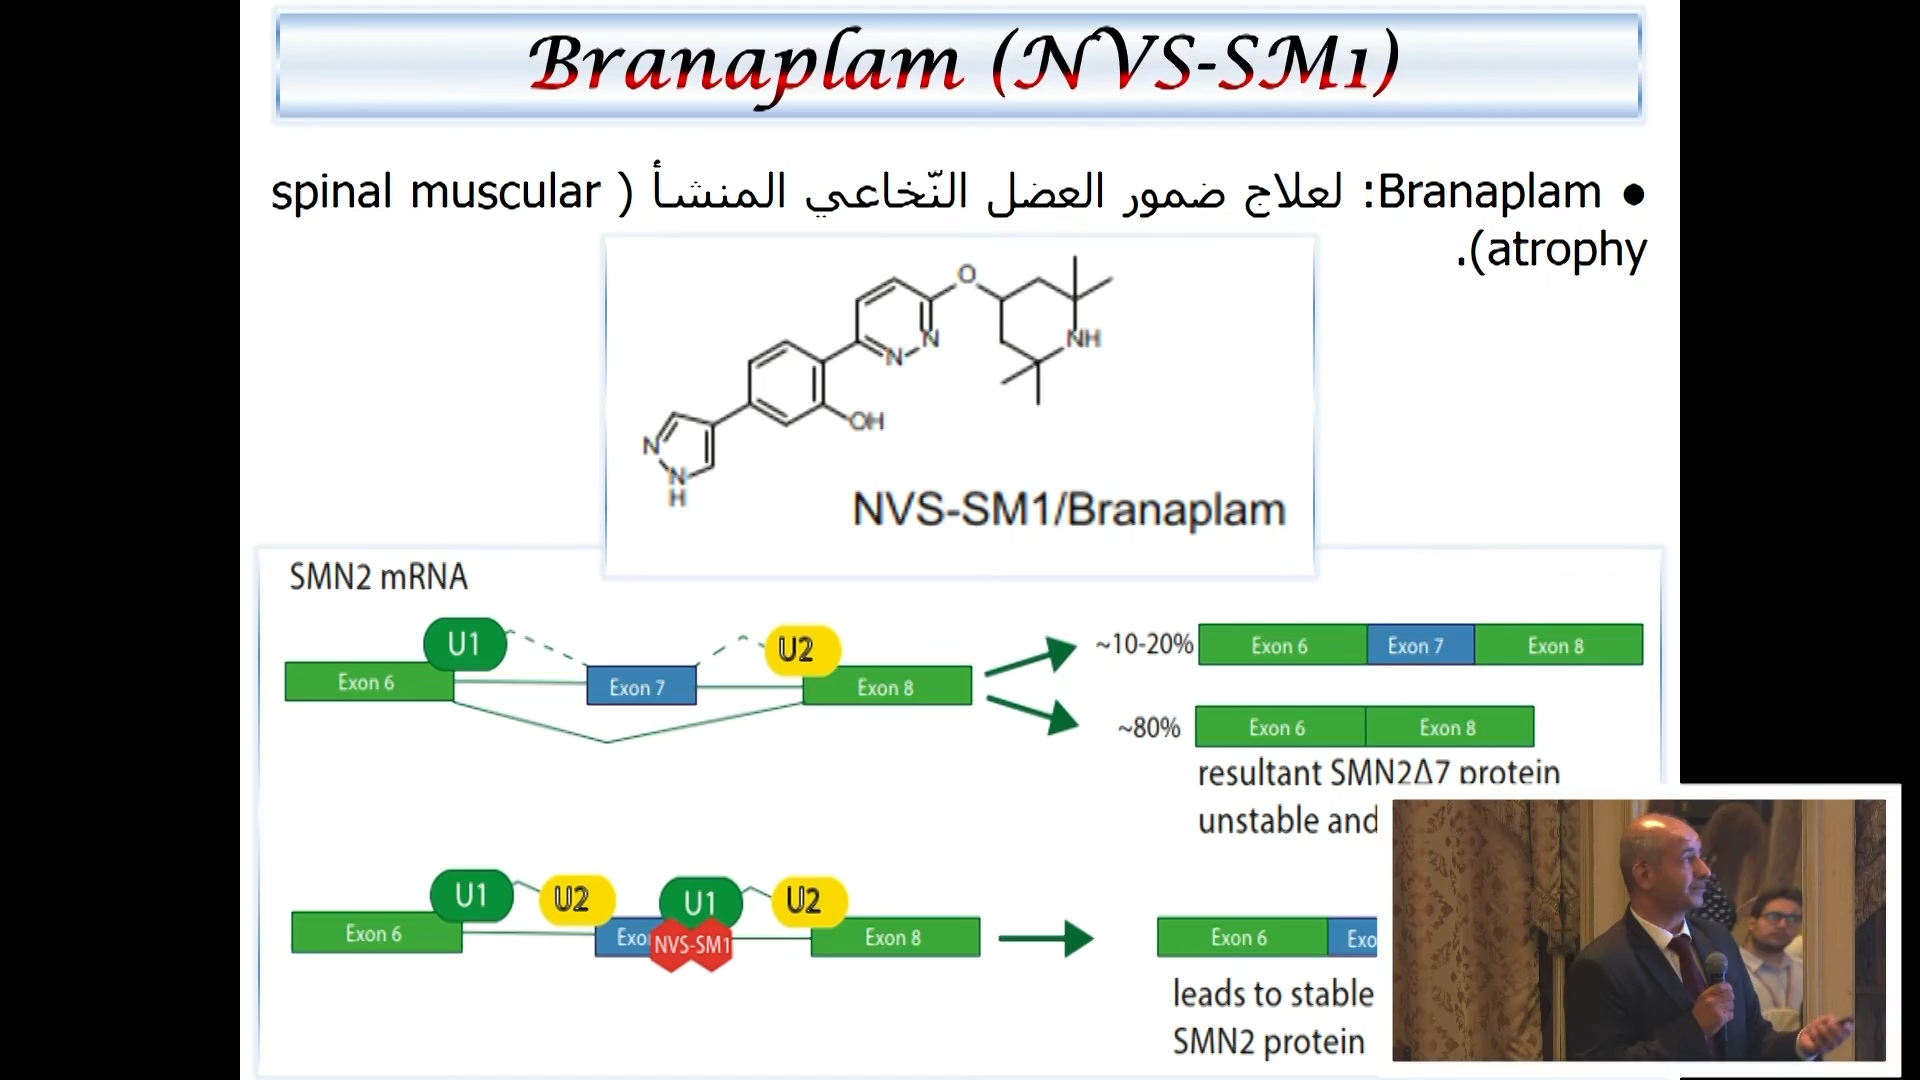 Branaplam (NVS-SM1)
● Branaplam: لعلاج ضمور العضل النّخاعي المنشأ ( spinal muscular
atrophy).
O
N
N
NH
OH
N
N
H
NVS-SM1/Branaplam
SMN2 mRNA
U1
U2
Exon 6
Exon 7
Exon 8
~10-20%
Exon 6
Exon 7
Exon 8
~80%
Exon 6
Exon 8
resultant SMN2Δ7 protein
unstable and
U1
U2
U1
U2
Exon 6
Exo
NVS-SM1
Exon 8
Exon 6
Exo
leads to stable
SMN2 protein